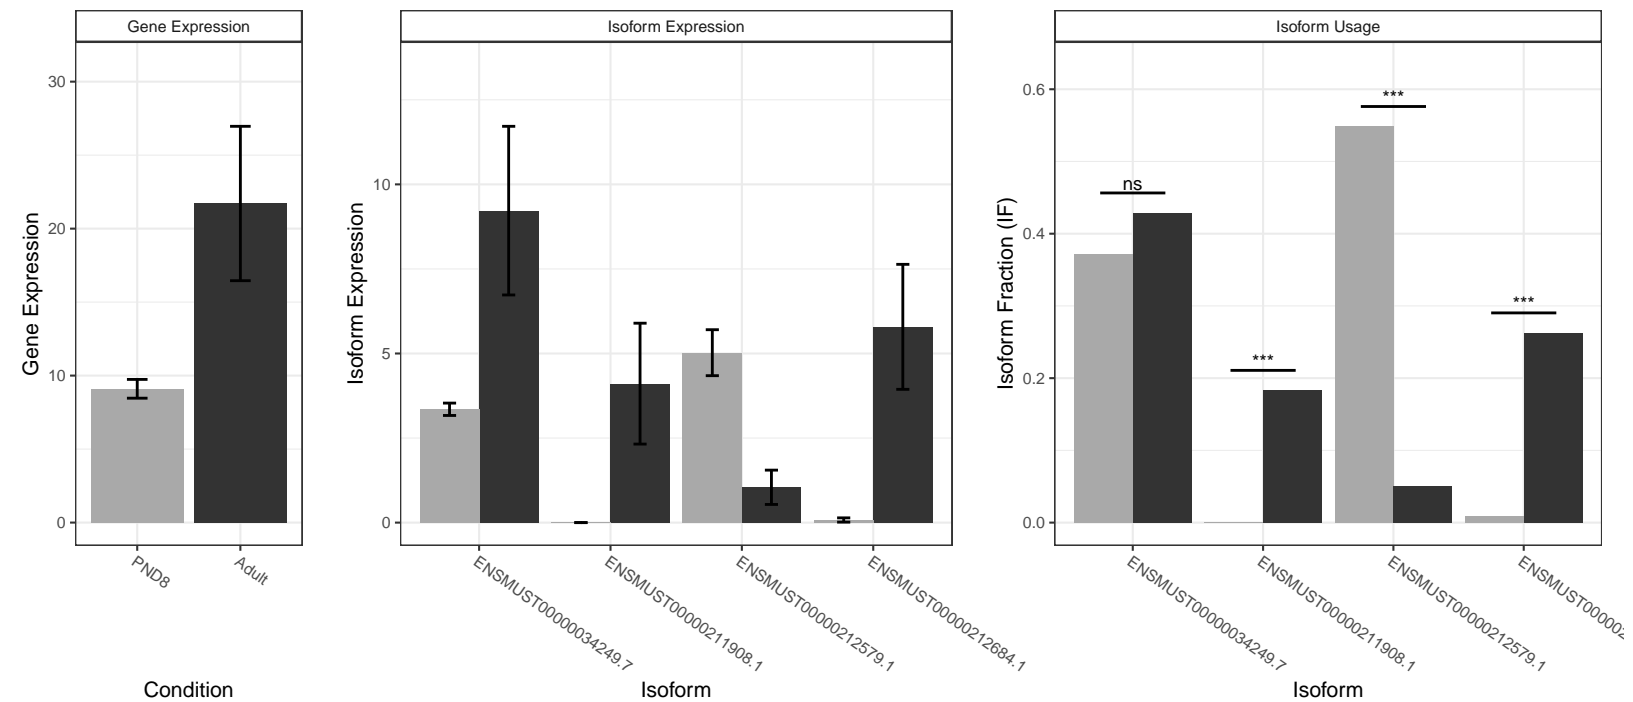 Gene Expression
Isoform Expression
Isoform Usage
Gene Expression
30
20
10
0
PND8
Adult
Condition
Isoform Expression
10
5
0
ENSMUST00000034249.7
ENSMUST00000211908.1
ENSMUST00000212579.1
ENSMUST00000212684.1
Isoform
Isoform Fraction (IF)
0.6
0.4
0.2
0.0
ns
***
***
***
ENSMUST00000034249.7
ENSMUST00000211908.1
ENSMUST00000212579.1
ENSMUST000002
Isoform